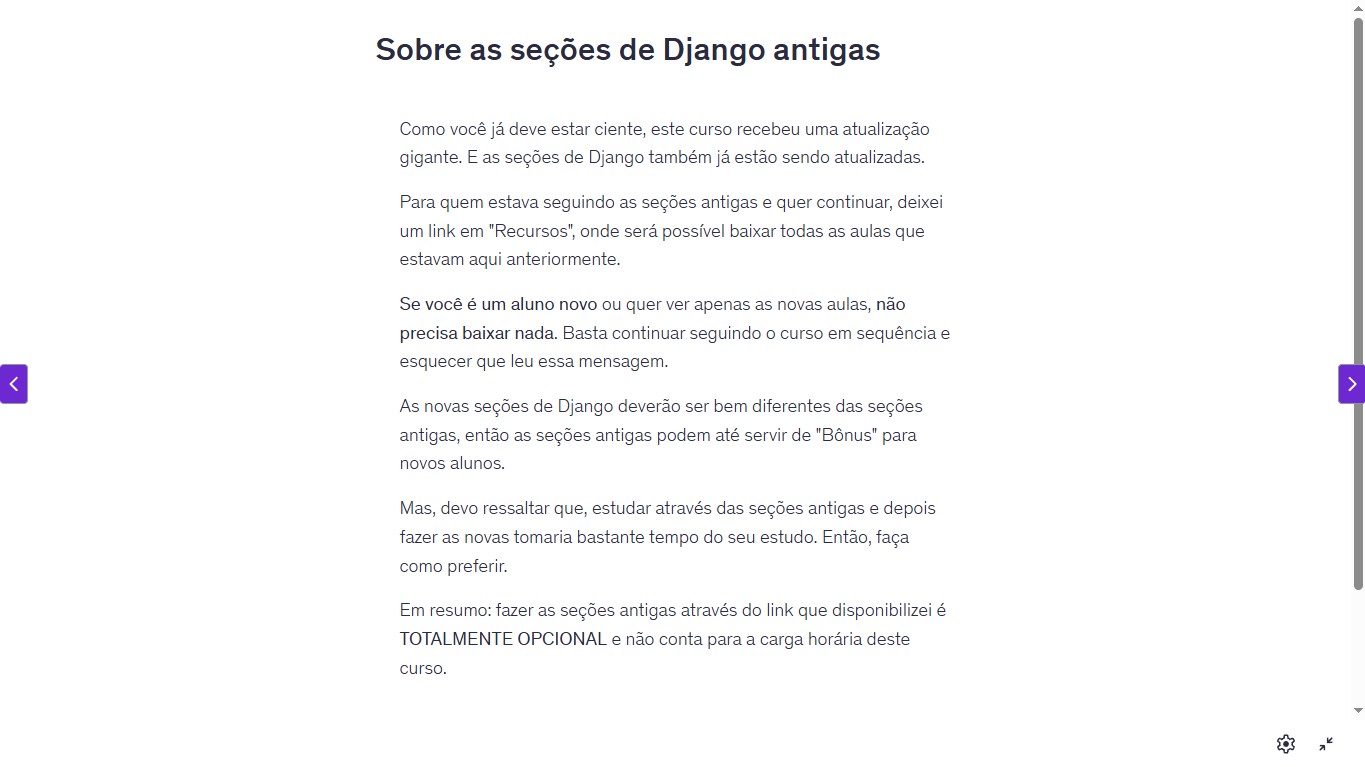 Sobre as seções de Django antigas
Como você já deve estar ciente, este curso recebeu uma atualização
gigante. E as seções de Django também já estão sendo atualizadas.
Para quem estava seguindo as seções antigas e quer continuar, deixei
um link em "Recursos", onde será possível baixar todas as aulas que
estavam aqui anteriormente.
Se você é um aluno novo ou quer ver apenas as novas aulas, não
precisa baixar nada. Basta continuar seguindo o curso em sequência e
esquecer que leu essa mensagem.
As novas seções de Django deverão ser bem diferentes das seções
antigas, então as seções antigas podem até servir de "Bônus" para
novos alunos.
Mas, devo ressaltar que, estudar através das seções antigas e depois
fazer as novas tomaria bastante tempo do seu estudo. Então, faça
como preferir.
Em resumo: fazer as seções antigas através do link que disponibilizei é
TOTALMENTE OPCIONAL e não conta para a carga horária deste
curso.